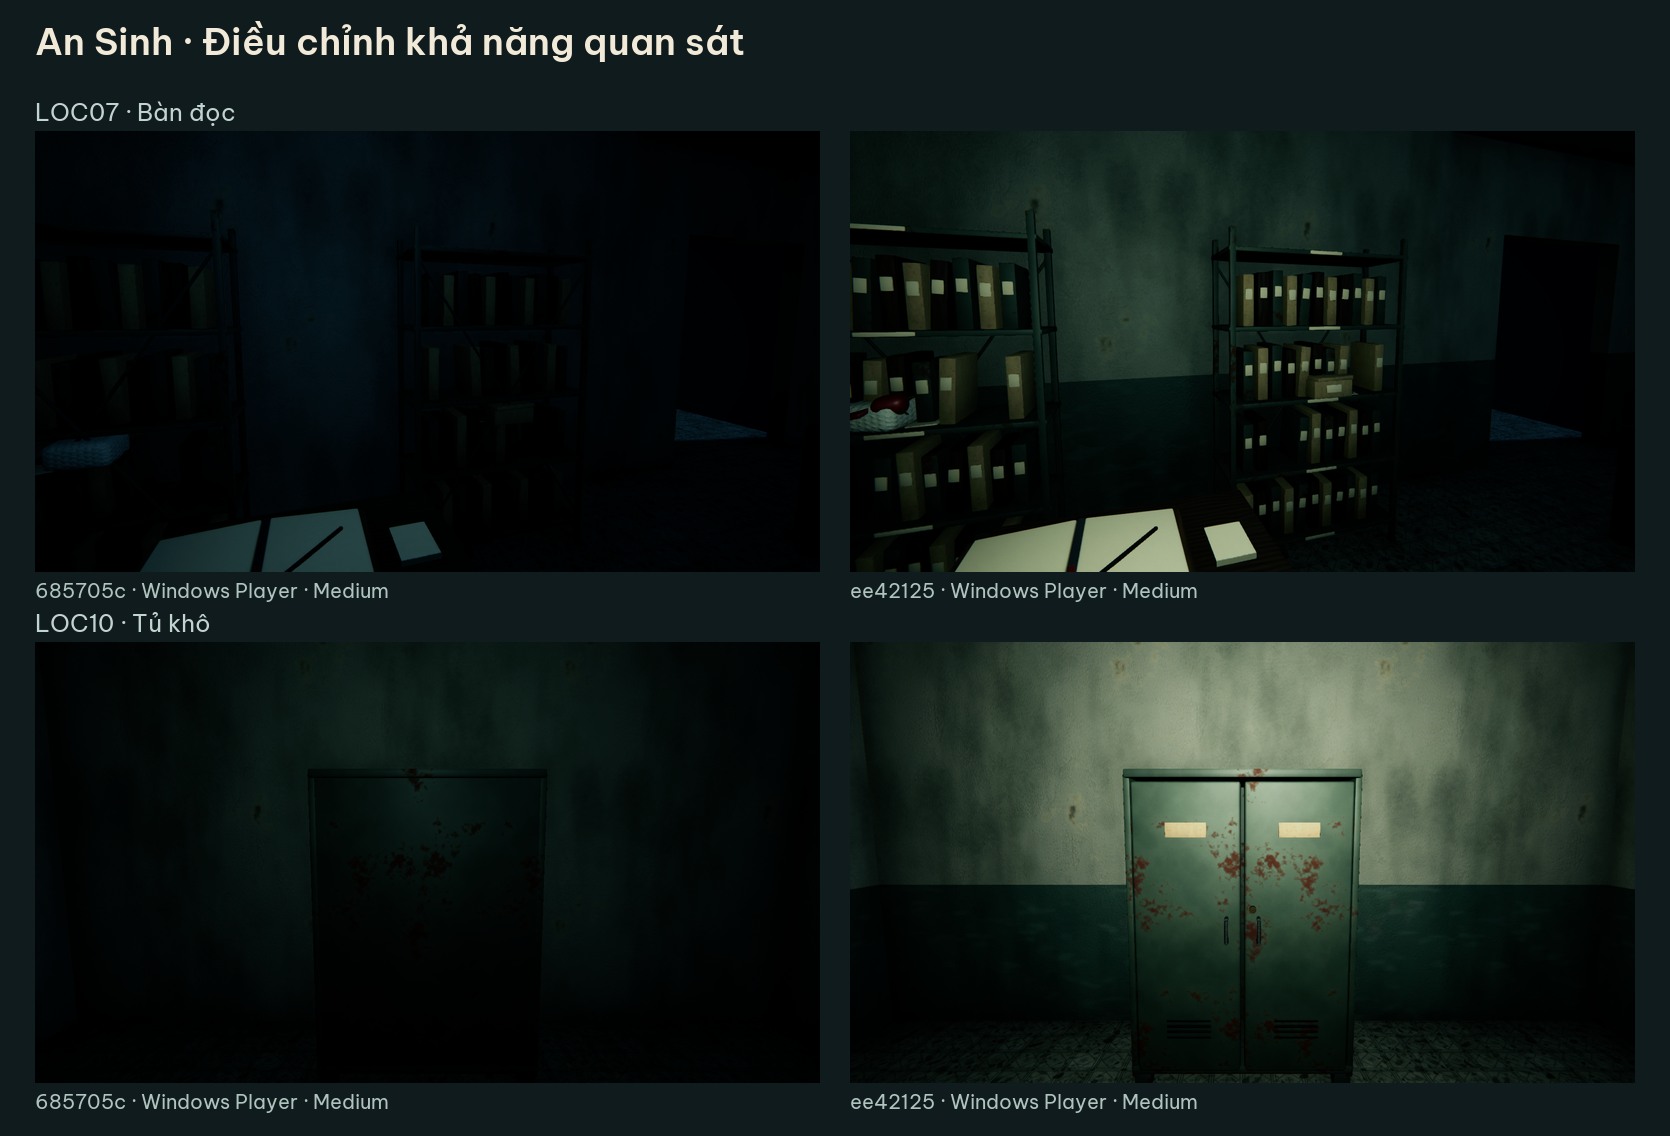 An Sinh · Điều chỉnh khả năng quan sát
LOC07 · Bàn đọc
685705c · Windows Player · Medium
ee42125 · Windows Player · Medium
LOC10 · Tủ khô
685705c · Windows Player · Medium
ee42125 · Windows Player · Medium